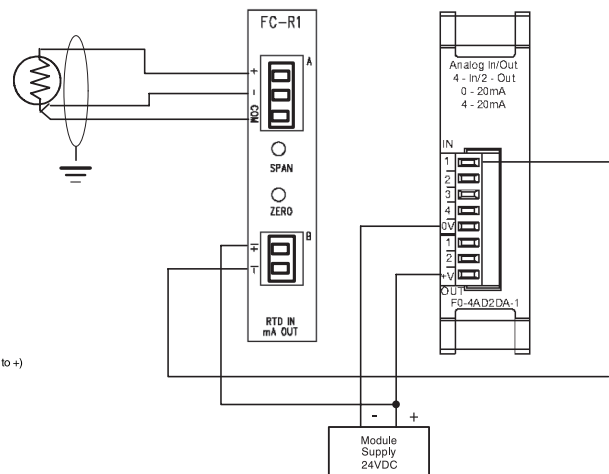 FC-R1
A
+
-
COM
SPAN
ZERO
B
+
-
RTD IN
mA OUT
Analog In/Out
4 - In/2 - Out
0 - 20mA
4 - 20mA
IN
1
2
3
4
0V
1
2
+V
OUT
F0-4AD2DA-1
to +)
- +
Module
Supply
24VDC